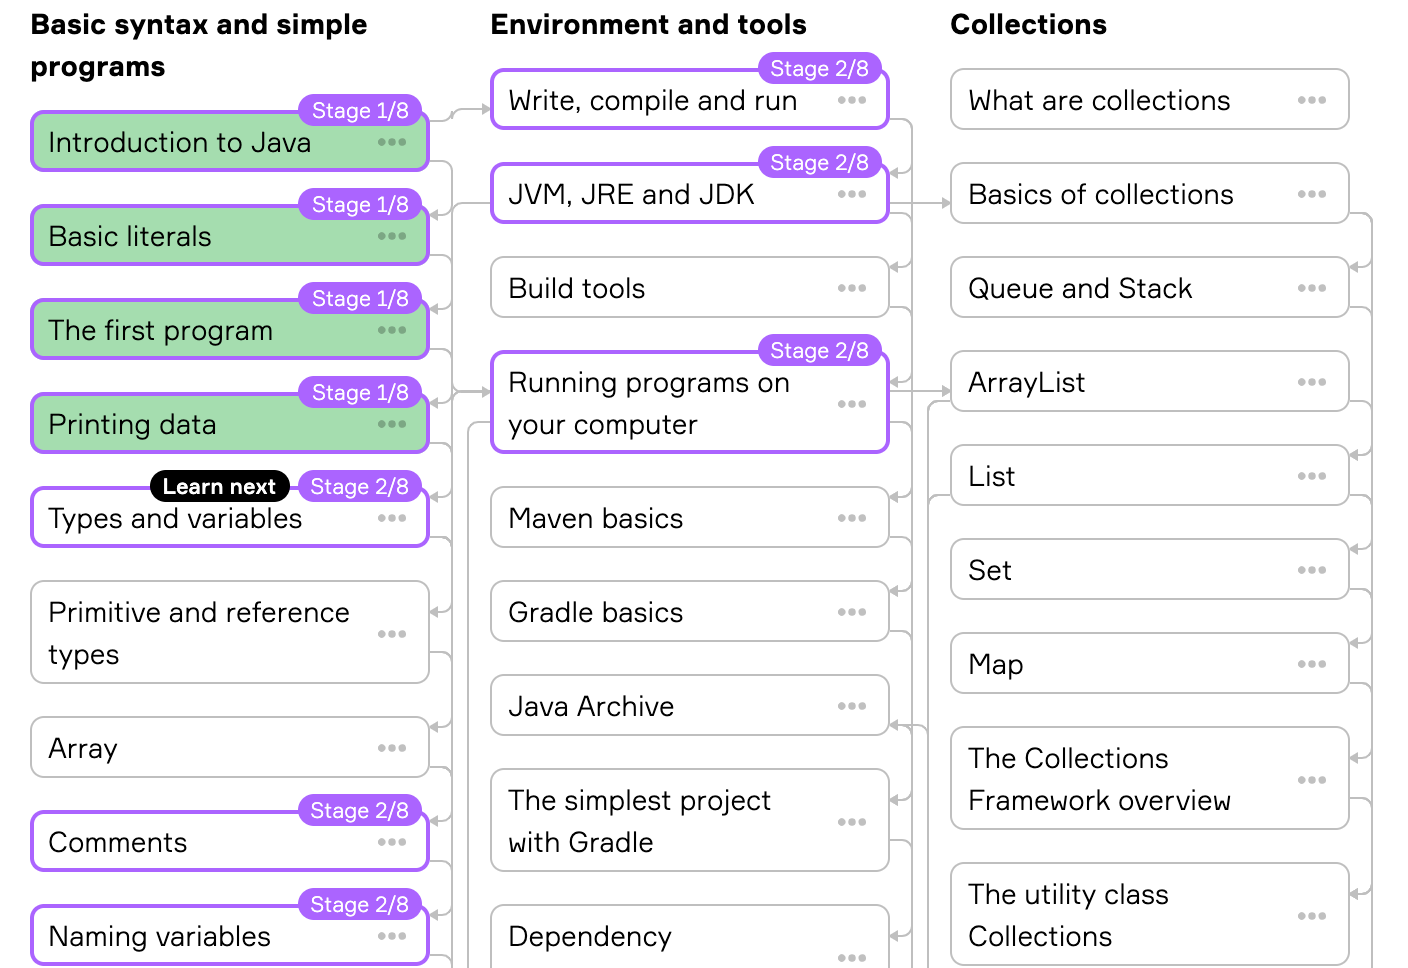 Basic syntax and simple
programs
Stage 1/8
Introduction to Java
Stage 1/8
Basic literals
Stage 1/8
The first program
Stage 1/8
Printing data
Learn next
Stage 2/8
Types and variables
Primitive and reference
types
Array
Stage 2/8
Comments
Stage 2/8
Naming variables
Environment and tools
Stage 2/8
Write, compile and run
Stage 2/8
JVM, JRE and JDK
Build tools
Stage 2/8
Running programs on
your computer
Maven basics
Gradle basics
Java Archive
The simplest project
with Gradle
Dependency
Collections
What are collections
Basics of collections
Queue and Stack
ArrayList
List
Set
Map
The Collections
Framework overview
The utility class
Collections